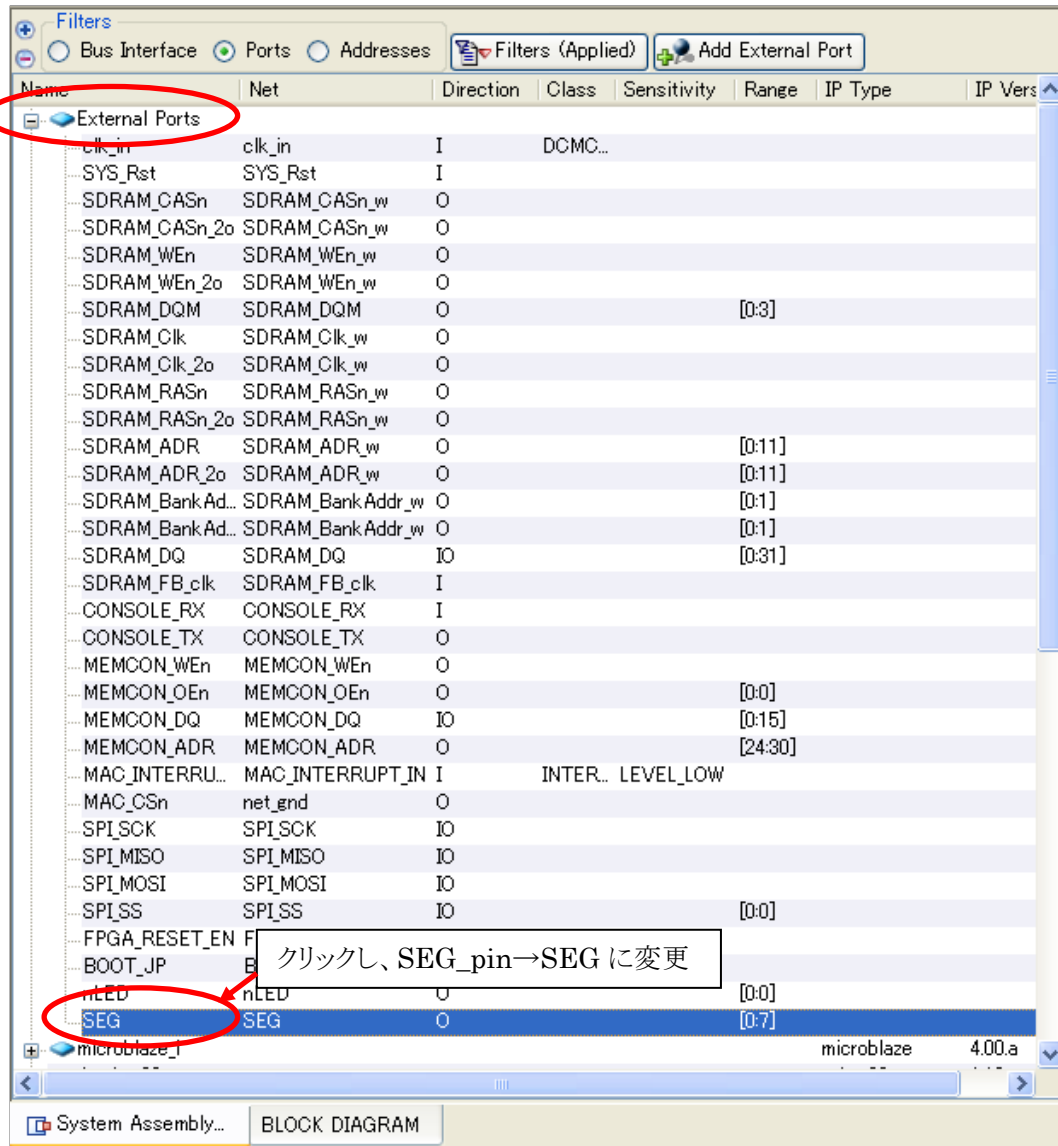 Filters
Bus Interface Ports Addresses Filters (Applied) Add External Port
Name Net Direction Class Sensitivity Range IP Type IP Vers
External Ports
clk_in clk_in I DCMC...
SYS_Rst SYS_Rst I
SDRAM_CASn SDRAM_CASn_w O
SDRAM_CASn_2o SDRAM_CASn_w O
SDRAM_WEn SDRAM_WEn_w O
SDRAM_WEn_2o SDRAM_WEn_w O
SDRAM_DQM SDRAM_DQM O [0:3]
SDRAM_Clk SDRAM_Clk_w O
SDRAM_Clk_2o SDRAM_Clk_w O
SDRAM_RASn SDRAM_RASn_w O
SDRAM_RASn_2o SDRAM_RASn_w O
SDRAM_ADR SDRAM_ADR_w O [0:11]
SDRAM_ADR_2o SDRAM_ADR_w O [0:11]
SDRAM_BankAd... SDRAM_BankAddr_w O [0:1]
SDRAM_BankAd... SDRAM_BankAddr_w O [0:1]
SDRAM_DQ SDRAM_DQ IO [0:31]
SDRAM_FB_clk SDRAM_FB_clk I
CONSOLE_RX CONSOLE_RX I
CONSOLE_TX CONSOLE_TX O
MEMCON_WEn MEMCON_WEn O
MEMCON_OEn MEMCON_OEn O [0:0]
MEMCON_DQ MEMCON_DQ IO [0:15]
MEMCON_ADR MEMCON_ADR O [24:30]
MAC_INTERRU... MAC_INTERRUPT_IN I INTER... LEVEL_LOW
MAC_CSn net_gnd O
SPI_SCK SPI_SCK IO
SPI_MISO SPI_MISO IO
SPI_MOSI SPI_MOSI IO
SPI_SS SPI_SS IO [0:0]
FPGA_RESET_EN F
BOOT_JP B
クリックし、SEG_pin→SEG に変更
nLED nLED O [0:0]
SEG SEG O [0:7]
microblaze_i microblaze 4.00.a
System Assembly... BLOCK DIAGRAM